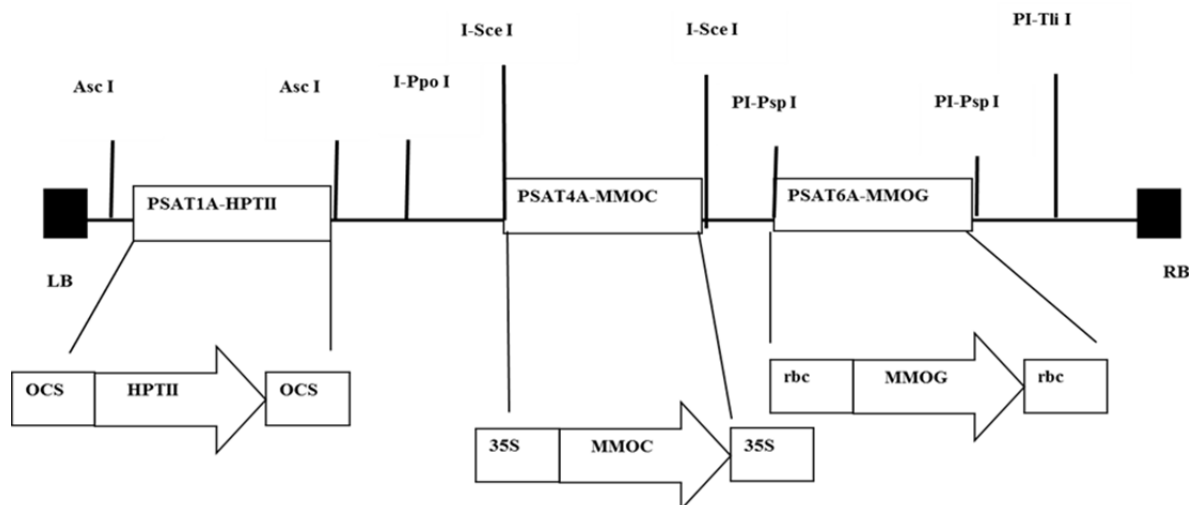 PI-Tli I
I-Sce I
I-Sce I
Asc I
Asc I
I-Ppo I
PI-Psp I
PI-Psp I
PSAT1A-HPTII
PSAT4A-MMOC
PSAT6A-MMOG
LB
RB
OCS
HPTII
OCS
rbc
MMOG
rbc
35S
MMOC
35S